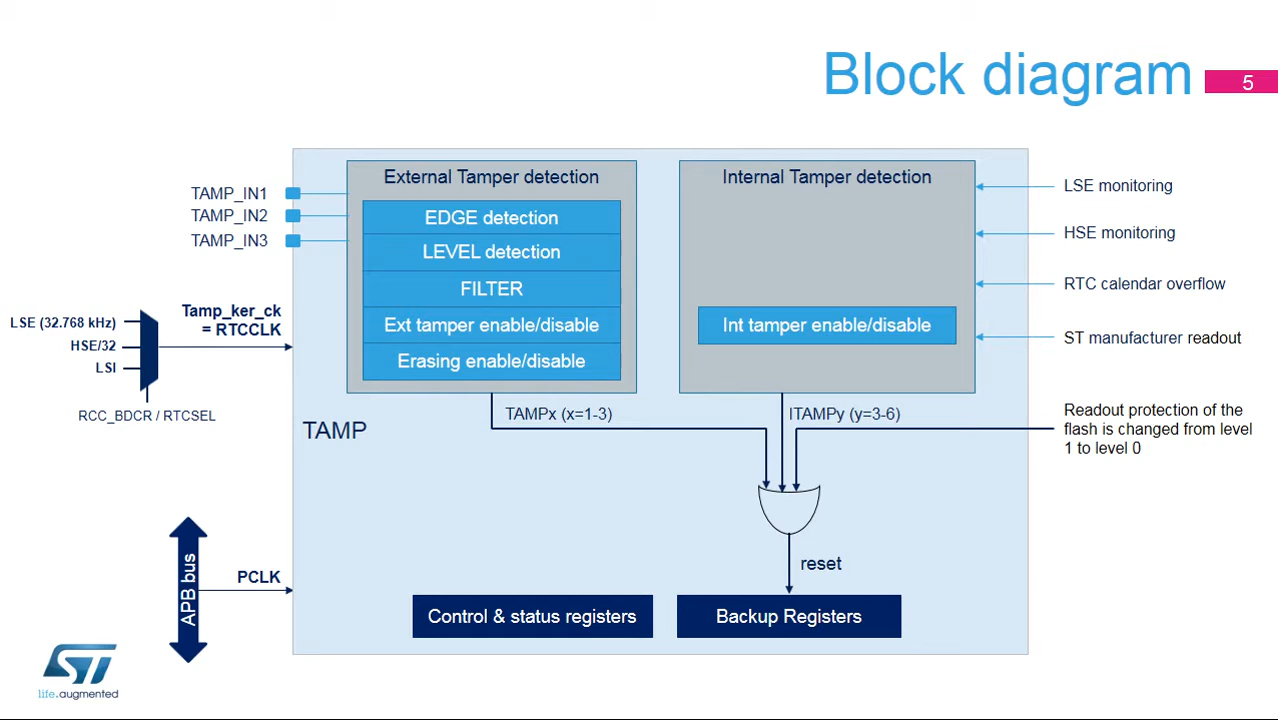 Block diagram
5
External Tamper detection
EDGE detection
LEVEL detection
FILTER
Ext tamper enable/disable
Erasing enable/disable
Internal Tamper detection
Int tamper enable/disable
TAMP_IN1
TAMP_IN2
TAMP_IN3
LSE monitoring
HSE monitoring
RTC calendar overflow
ST manufacturer readout
LSE (32.768 kHz)
HSE/32
LSI
Tamp_ker_ck
= RTCCLK
RCC_BDCR / RTCSEL
TAMP
TAMPx (x=1-3)
ITAMPy (y=3-6)
Readout protection of the
flash is changed from level
1 to level 0
reset
APB bus
PCLK
Control & status registers
Backup Registers
ST
life.augmented